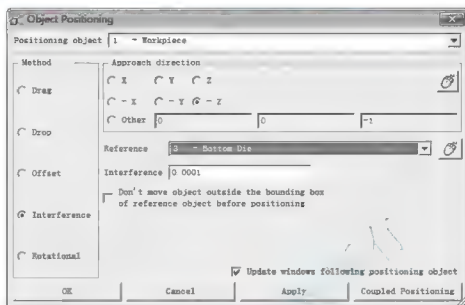 Object Positioning
Positioning object 1 - Workpiece
Method
Approach direction
X Y Z
Drag
- X - Y - Z
Other 0 0 -1
Drop
Reference 3 - Bottom Die
Offset Interference 0.0001
Don't move object outside the bounding box
of reference object before positioning
Interference
Rotational
Update windows following positioning object
OK Cancel Apply Coupled Positioning